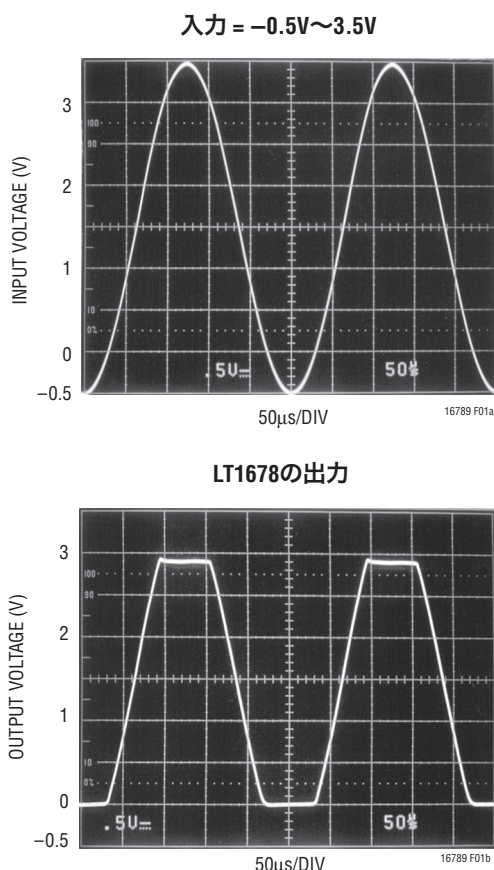 入力 = –0.5V～3.5V
INPUT VOLTAGE (V)
3
2
1
0
–0.5
100
90
10
0%
.5V
50µs
50µs/DIV
16789 F01a
LT1678の出力
OUTPUT VOLTAGE (V)
3
2
1
0
–0.5
100
90
10
0%
.5V
50µs
50µs/DIV
16789 F01b